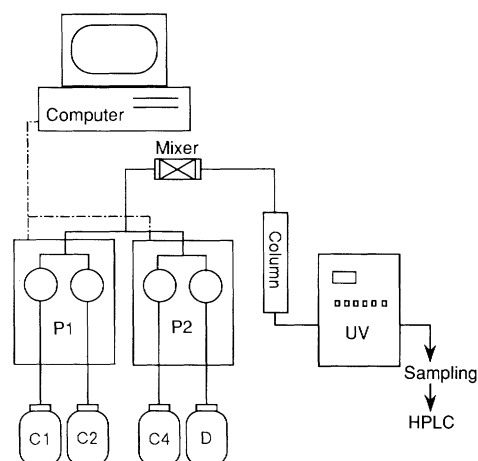 Computer
Mixer
Column
P1
P2
UV
Sampling
HPLC
C1
C2
C4
D